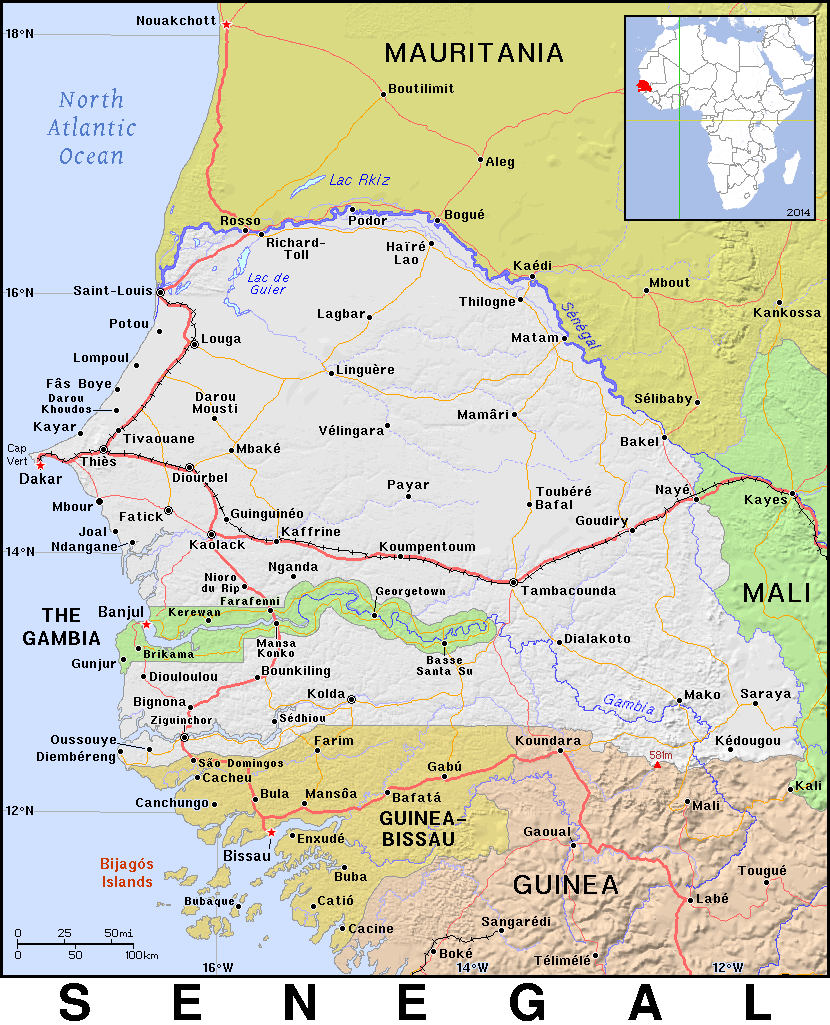 Nouakchott
18°N
MAURITANIA
Boutilimit
North
Atlantic
Ocean
Aleg
2014
Lac Rkiz
Rosso
Podor
Bogué
Richard-
Toll
Haïré
Lao
Kaédi
Lac de
Guier
Mbout
16°N
Saint-Louis
Thilogne
Kankossa
Potou
Lagbar
Sénégal
Louga
Matam
Lompoul
Linguère
Fâs Boye
Darou
Khoudos
Darou
Mousti
Sélibaby
Mamâri
Kayar
Tivaouane
Vélingara
Bakel
Cap
Vert
Mbaké
Thiès
Dakar
Diourbel
Payar
Toubéré
Bafal
Nayé
Kayes
Mbour
Fatick
Guinguinéo
Goudiry
Joal
Kaffrine
Ndangane
Kaolack
Koumpentoum
14°N
Nganda
Nioro
du Rip
Tambacounda
MALI
Georgetown
Farafenni
Banjul
Kerewan
THE
GAMBIA
Mansa
Konko
Dialakoto
Brikama
Basse
Santa Su
Gunjur
Bounkiling
Diouloulou
Kolda
Gambia
Mako
Saraya
Bignona
Ziguinchor
Sédhiou
Oussouye
Diembéreng
Farim
Koundara
Kédougou
581m
São Domingos
Cacheu
Gabú
Kali
Bula
Mansôa
Bafatá
Canchungo
Mali
12°N
GUINEA-
BISSAU
Enxudé
Gaoual
Bissau
Bijagós
Islands
Buba
Tougué
GUINEA
Bubaque
Catió
Labé
Sangarédi
Cacine
0 25 50mi
0 50 100km
Boké
Télimélé
16°W
14°W
12°W
S E N E G A L